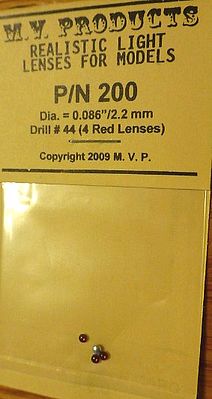 M.V. PRODUCTS
REALISTIC LIGHT
LENSES FOR MODELS
P/N 200
Dia. = 0.086"/2.2 mm
Drill # 44 (4 Red Lenses)
Copyright 2009 M. V. P.